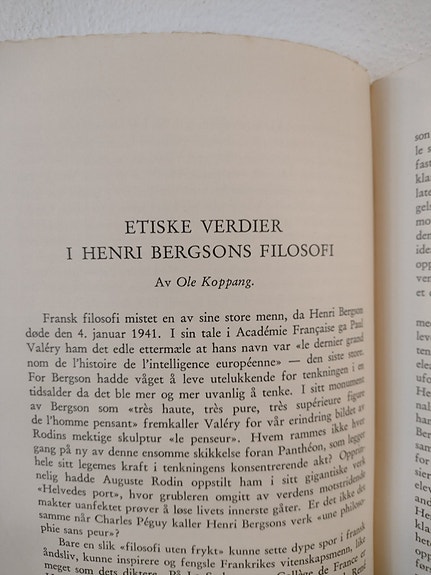 ETISKE VERDIER
I HENRI BERGSONS FILOSOFI
Av Ole Koppang.
Fransk filosofi mistet en av sine store menn, da Henri Bergson
døde den 4. januar 1941. I sin tale i Académie Française ga Paul
Valéry ham det edle ettermæle at hans navn var «le dernier grand
nom de l'histoire de l'intelligence européenne» — den siste store.
For Bergson hadde våget å leve utelukkende for tenkningen i en
tidsalder da det ble mer og mer uvanlig å tenke. I sitt monument
av Bergson som «très haute, très pure, très supérieure figure
de l'homme pensant» fremkaller Valéry for vår erindring bildet av
Rodins mektige skulptur «le penseur». Hvem rammes ikke hver
gang på ny av denne ensomme skikkelse foran Panthéon, som legger
hele sitt legemes kraft i tenkningens konsentrerende akt? Opprin-
nelig hadde Auguste Rodin oppstilt ham i sitt gigantiske verk
«Helvedes port», hvor grubleren omgitt av verdens motstridende
makter uanfektet prøver å løse livets innerste gåter. Er det ikke det
samme når Charles Péguy kaller Henri Bergsons verk «une philoso-
phie sans peur»?
Bare en slik «filosofi uten frykt» kunne sette dype spor i fransk
åndsliv, kunne inspirere og fengsle Frankrikes vitenskapsmenn, like
meget som dets diktere.